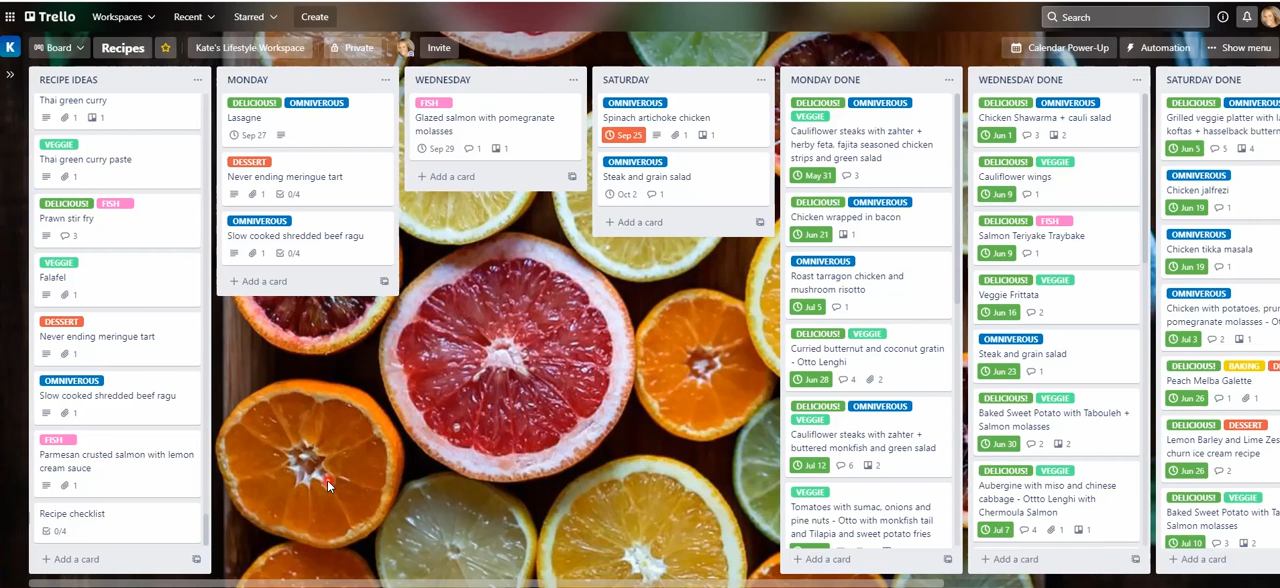 Trello
Workspaces
Recent
Starred
Create
Search
K
Board
Recipes
Kate's Lifestyle Workspace
Private
Invite
Calendar Power-Up
Automation
Show menu
RECIPE IDEAS
Thai green curry
1
1
VEGGIE
Thai green curry paste
1
DELICIOUS! FISH
Prawn stir fry
3
VEGGIE
Falafel
1
DESSERT
Never ending meringue tart
1
OMNIVEROUS
Slow cooked shredded beef ragu
1
FISH
Parmesan crusted salmon with lemon
cream sauce
1
Recipe checklist
0/4
+ Add a card
MONDAY
DELICIOUS! OMNIVEROUS
Lasagne
Sep 27
DESSERT
Never ending meringue tart
1 0/4
OMNIVEROUS
Slow cooked shredded beef ragu
1 0/4
+ Add a card
WEDNESDAY
FISH
Glazed salmon with pomegranate
molasses
Sep 29 1 1
+ Add a card
SATURDAY
OMNIVEROUS
Spinach artichoke chicken
Sep 25 1 1
OMNIVEROUS
Steak and grain salad
Oct 2 1
+ Add a card
MONDAY DONE
DELICIOUS! OMNIVEROUS
VEGGIE
Cauliflower steaks with zahter +
herby feta, fajita seasoned chicken
strips and green salad
May 31 3
DELICIOUS! OMNIVEROUS
Chicken wrapped in bacon
Jun 21 1
OMNIVEROUS
Roast tarragon chicken and
mushroom risotto
Jul 5 1
DELICIOUS! VEGGIE
Curried butternut and coconut gratin
- Otto Lenghi
Jun 28 4 2
DELICIOUS! OMNIVEROUS
VEGGIE
Cauliflower steaks with zahter +
buttered monkfish and green salad
Jul 12 6 2
VEGGIE
Tomatoes with sumac, onions and
pine nuts - Otto with monkfish tail
and Tilapia and sweet potato fries
+ Add a card
WEDNESDAY DONE
DELICIOUS! OMNIVEROUS
Chicken Shawarma + cauli salad
Jun 1 3 2
DELICIOUS! VEGGIE
Cauliflower wings
Jun 9 1
DELICIOUS! FISH
Salmon Teriyake Traybake
Jun 9 1
DELICIOUS! VEGGIE
Veggie Frittata
Jun 16 2
OMNIVEROUS
Steak and grain salad
Jun 23 1
DELICIOUS! VEGGIE
Baked Sweet Potato with Tabouleh +
Salmon molasses
Jun 30 2 2
DELICIOUS! VEGGIE
Aubergine with miso and chinese
cabbage - Ottto Lenghi with
Chermoula Salmon
Jul 7 4 1 1
+ Add a card
SATURDAY DONE
DELICIOUS! OMNIVEROU
Grilled veggie platter with la
koftas + hasselback butter
Jun 5 5 4
OMNIVEROUS
Chicken jalfrezi
Jun 19 1
OMNIVEROUS
Chicken tikka masala
Jun 19 1
OMNIVEROUS
Chicken with potatoes, prun
pomegranate molasses - Ott
Jul 3 2 1
DELICIOUS! BAKING
Peach Melba Galette
Jun 26 1 1
DELICIOUS! DESSERT
Lemon Barley and Lime Zes
churn ice cream recipe
Jun 26 2
DELICIOUS! VEGGIE
Baked Sweet Potato with Ta
Salmon molasses
Jul 10 3 2
+ Add a card